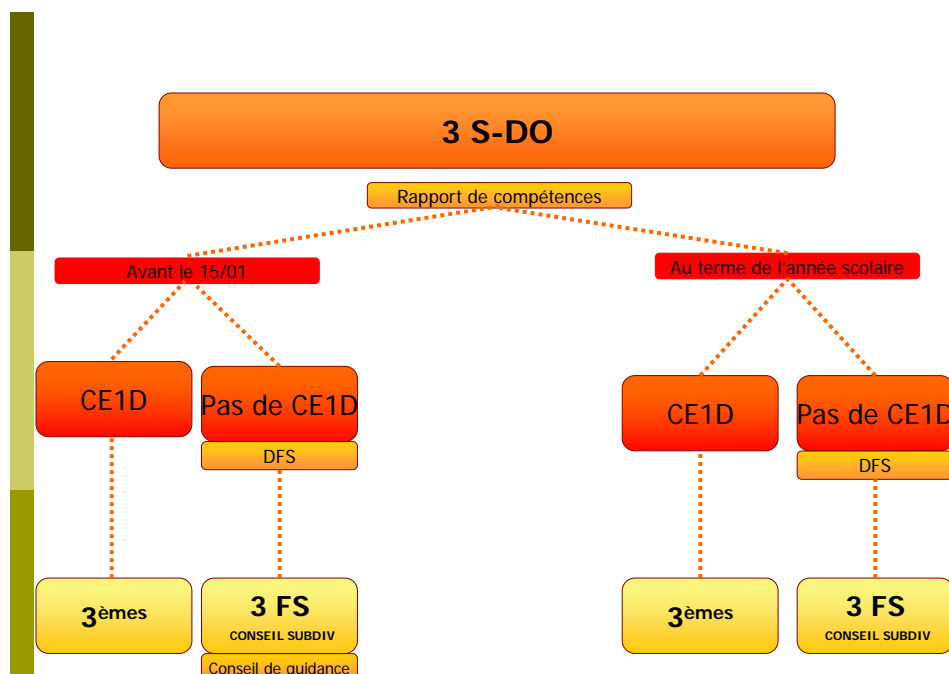 3 S-DO
Rapport de compétences
Avant le 15/01
Au terme de l'année scolaire
CE1D
Pas de CE1D
DFS
CE1D
Pas de CE1D
DFS
3èmes
3 FS
CONSEIL SUBDIV
Conseil de guidance
3èmes
3 FS
CONSEIL SUBDIV